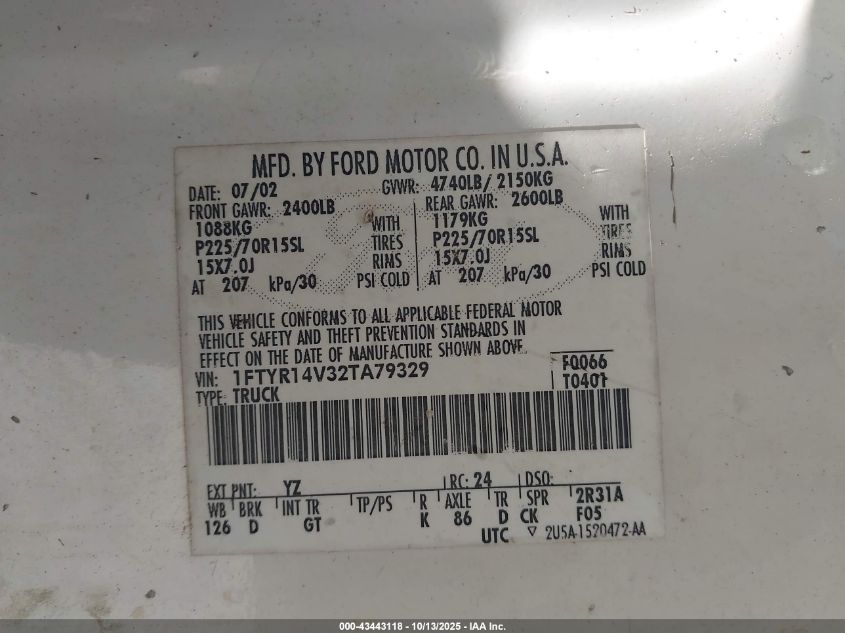 MFD. BY FORD MOTOR CO. IN U.S.A.
DATE: 07/02 GVWR: 4740LB/ 2150KG
FRONT GAWR: 2400LB REAR GAWR: 2600LB
1088KG WITH 1179KG WITH
P225/70R15SL TIRES P225/70R15SL TIRES
15X7.0J RIMS 15X7.0J RIMS
AT 207 kPa/30 PSI COLD AT 207 kPa/30 PSI COLD
THIS VEHICLE CONFORMS TO ALL APPLICABLE FEDERAL MOTOR
VEHICLE SAFETY AND THEFT PREVENTION STANDARDS IN
EFFECT ON THE DATE OF MANUFACTURE SHOWN ABOVE.
VIN: 1FTYR14V32TA79329 F0066
TYPE: TRUCK T0401
EXT PNT: YZ RC: 24 DSO:
WB BRK INT TR TP/PS R AXLE TR SPR 2R31A
126 D GT K 86 D CK F05
UTC ▽ 2U5A-1520472-AA
000-43443118 - 10/13/2025 - IAA Inc.